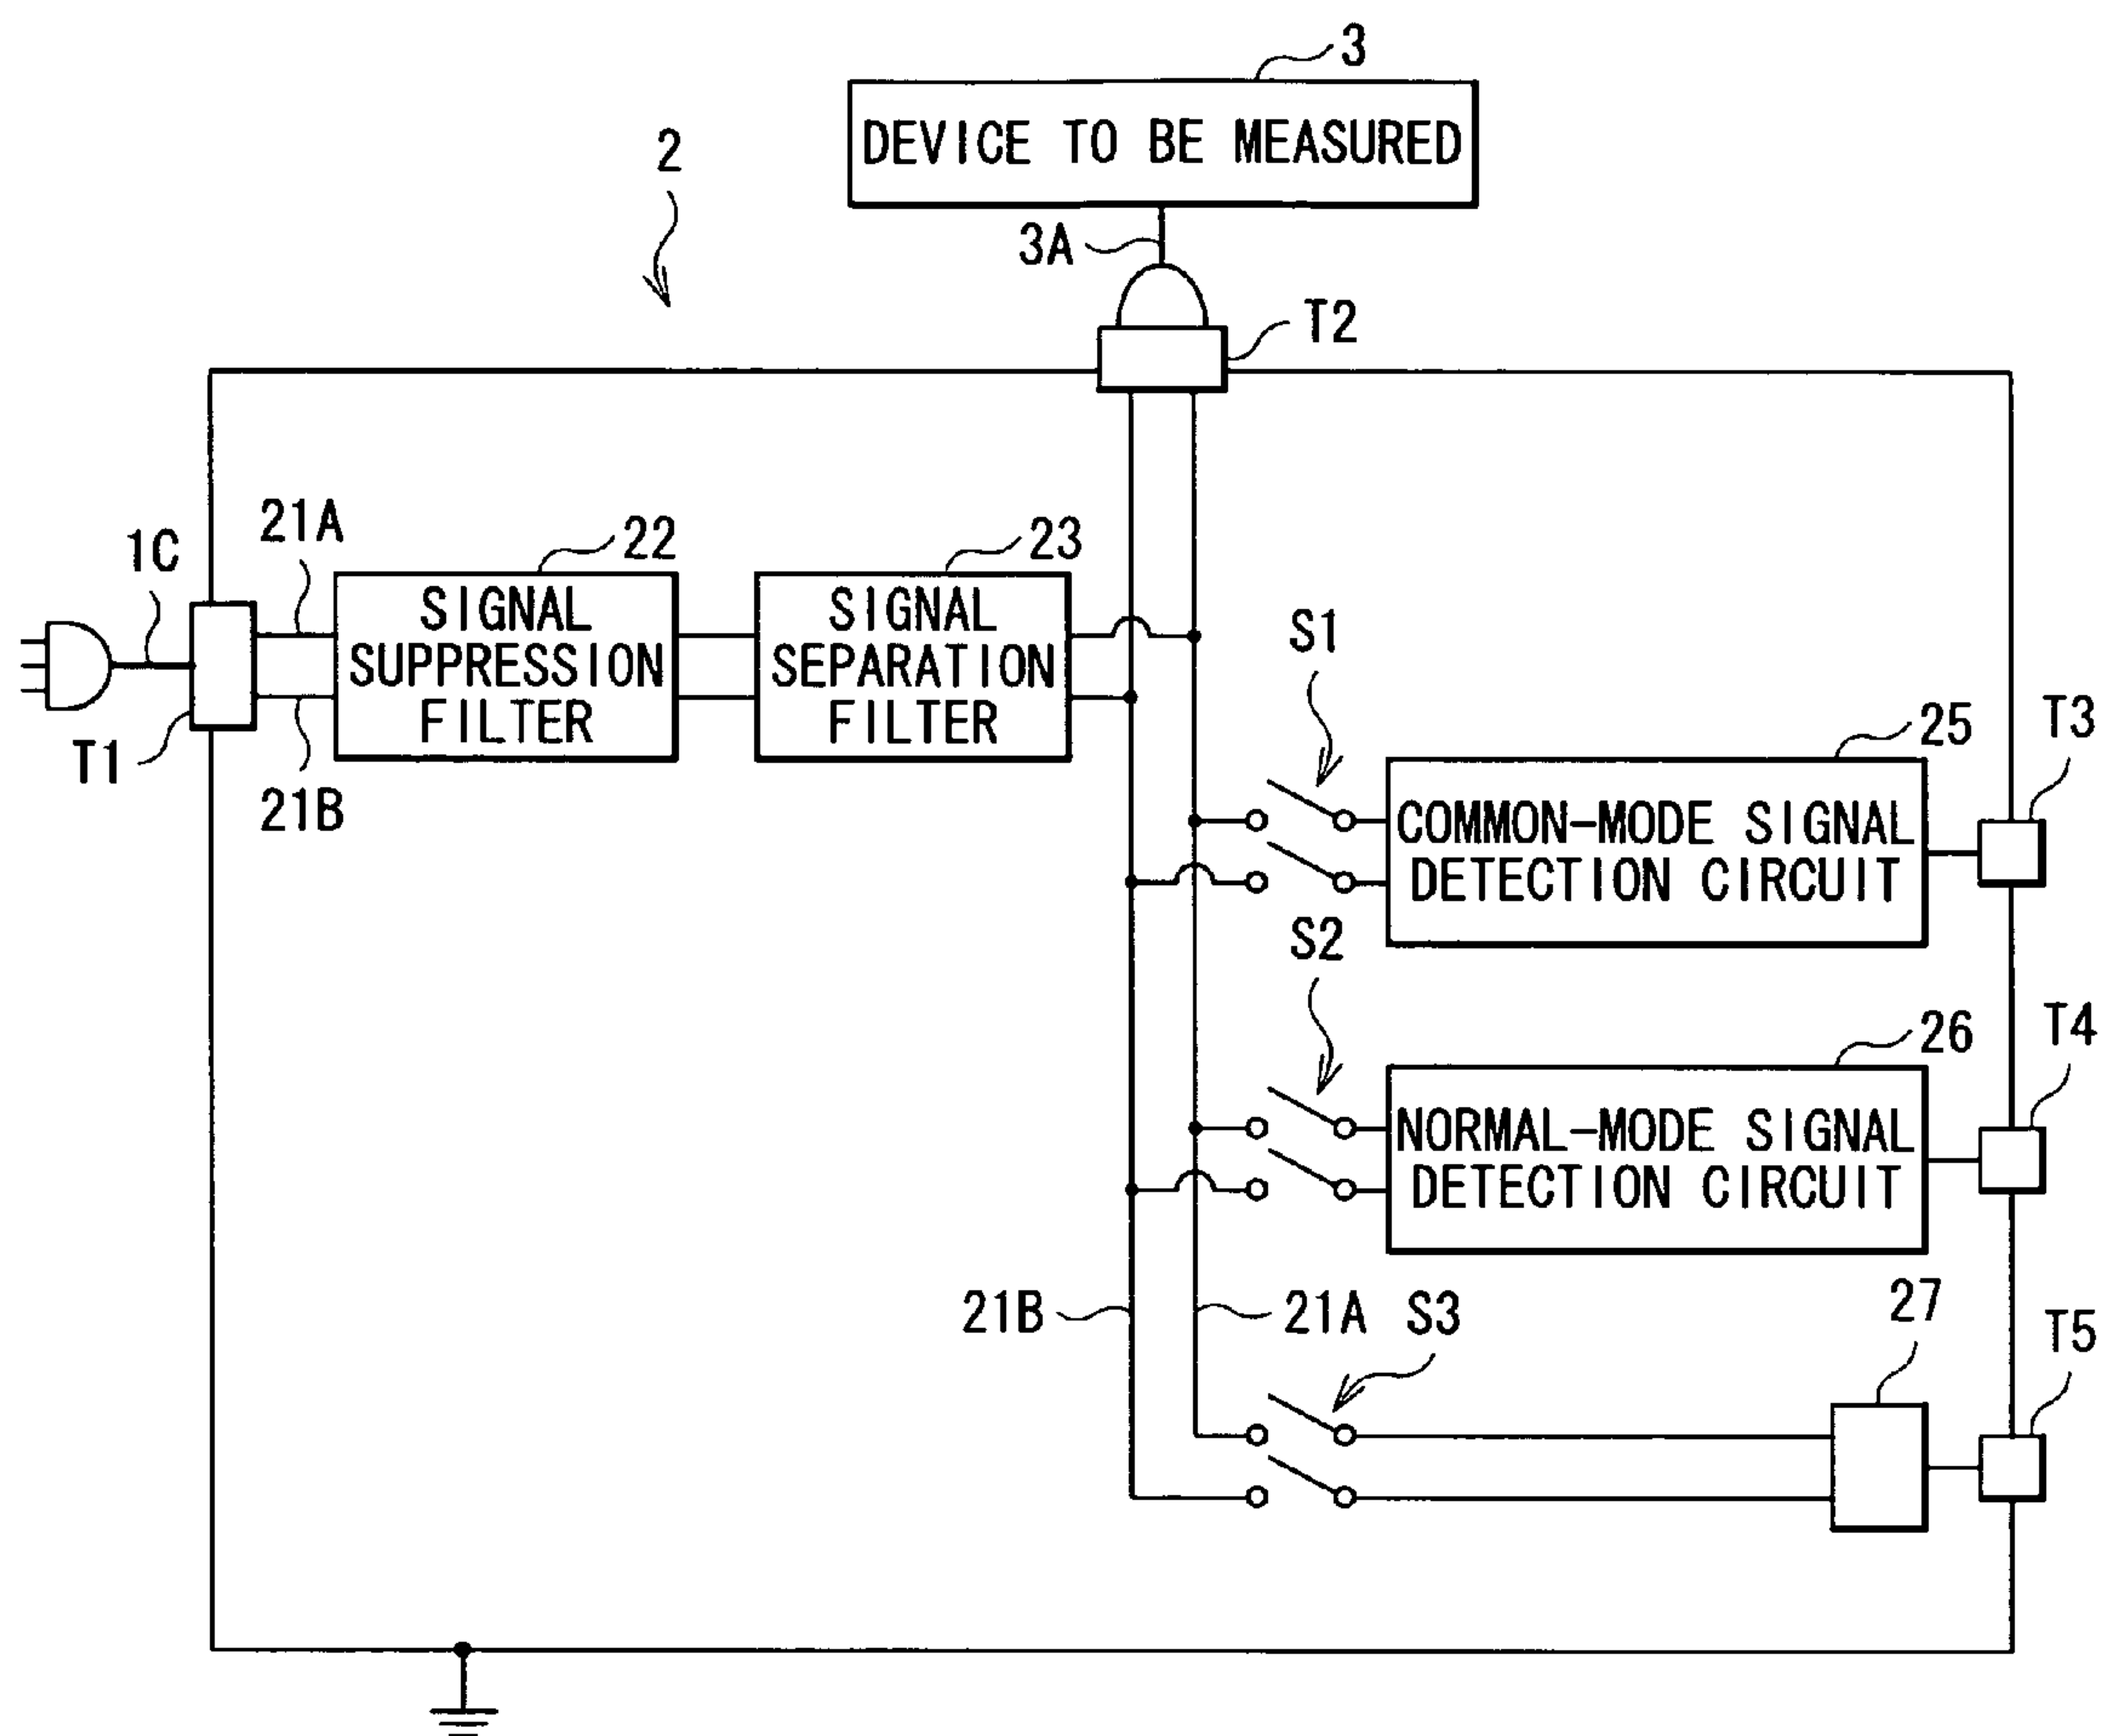 3
DEVICE TO BE MEASURED
2
3A
T2
21A
1C
22
23
SIGNAL
SUPPRESSION
FILTER
SIGNAL
SEPARATION
FILTER
T1
21B
S1
25
T3
COMMON-MODE SIGNAL
DETECTION CIRCUIT
S2
26
T4
NORMAL-MODE SIGNAL
DETECTION CIRCUIT
21B
21A
S3
27
T5